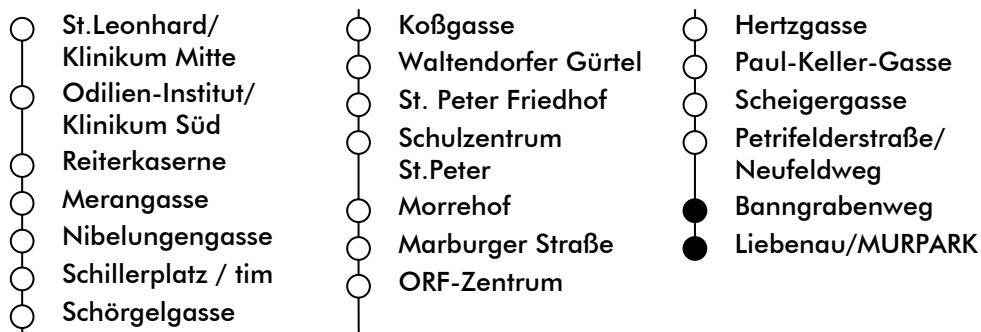 St.Leonhard/
Klinikum Mitte
Odilien-Institut/
Klinikum Süd
Reiterkaserne
Merangasse
Nibelungengasse
Schillerplatz / tim
Schörgelgasse
Koßgasse
Waltendorfer Gürtel
St. Peter Friedhof
Schulzentrum
St.Peter
Morrehof
Marburger Straße
ORF-Zentrum
Hertzgasse
Paul-Keller-Gasse
Scheigergasse
Petrifelderstraße/
Neufeldweg
Banngrabenweg
Liebenau/MURPARK